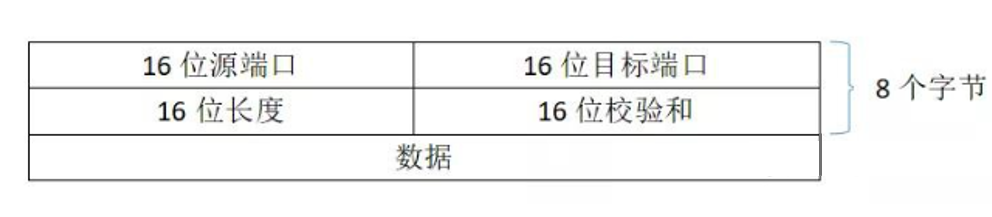 16 位源端口
16 位目标端口
16 位长度
16 位校验和
8 个字节
数据